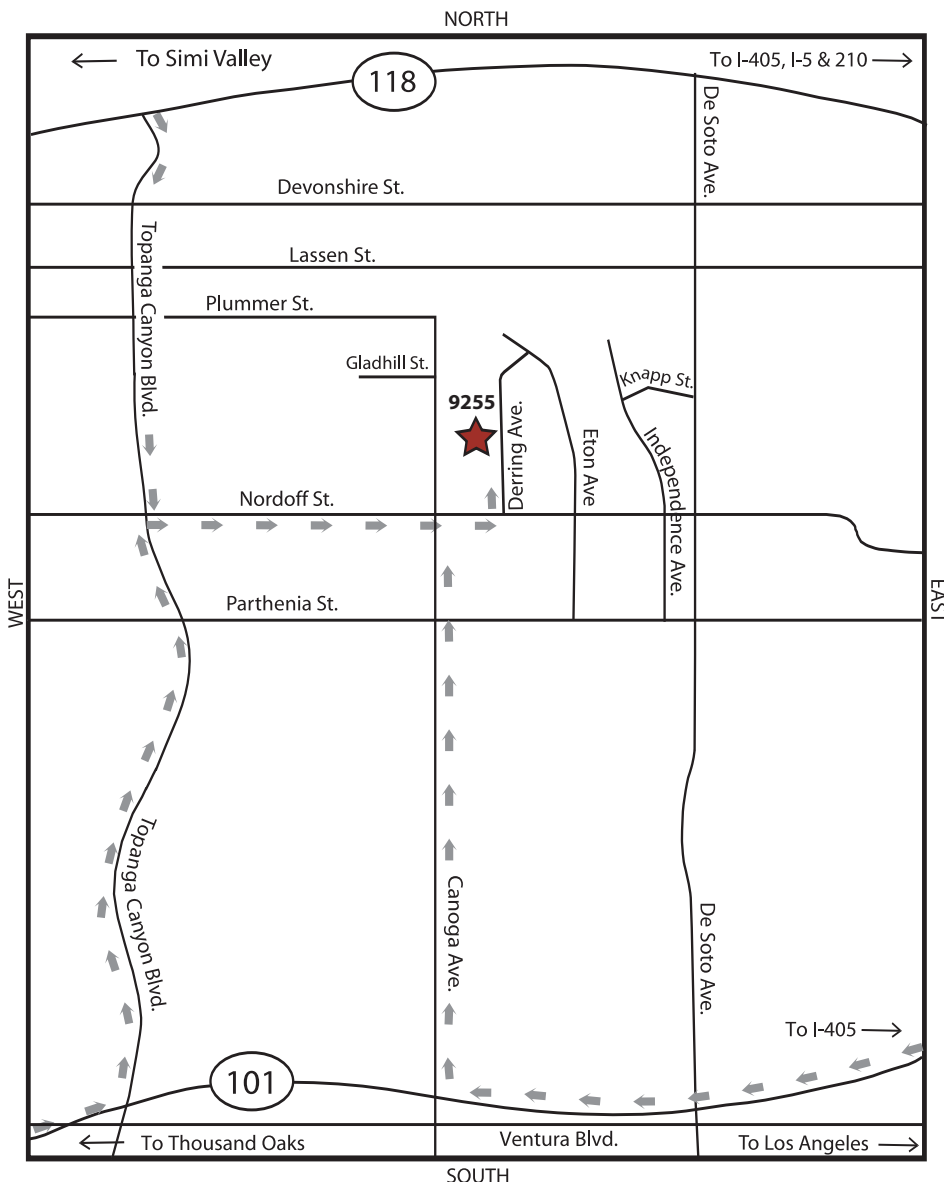 NORTH
To Simi Valley
To I-405, I-5 & 210
118
De Soto Ave.
Devonshire St.
Topanga Canyon Blvd.
Lassen St.
Plummer St.
Gladhill St.
Knapp St.
9255
Derring Ave.
Eton Ave
Independence Ave.
Nordoff St.
WEST
EAST
Parthenia St.
Topanga Canyon Blvd.
Canoga Ave.
De Soto Ave.
To I-405
101
To Thousand Oaks
Ventura Blvd.
To Los Angeles
SOUTH